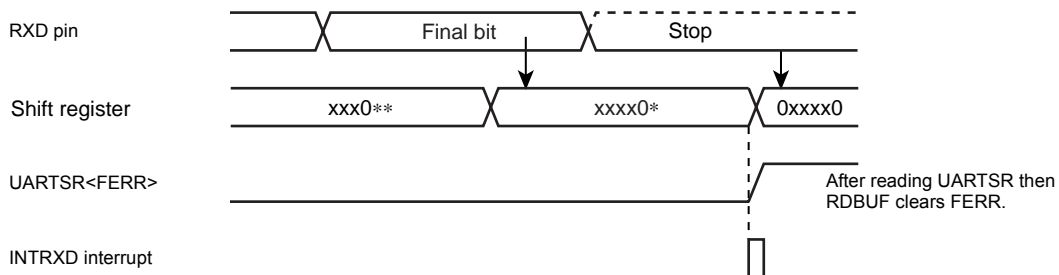 RXD pin
Final bit
Stop
Shift register
xxx0**
xxxx0*
0xxxx0
UARTSR<FERR>
After reading UARTSR then
RDBUF clears FERR.
INTRXD interrupt